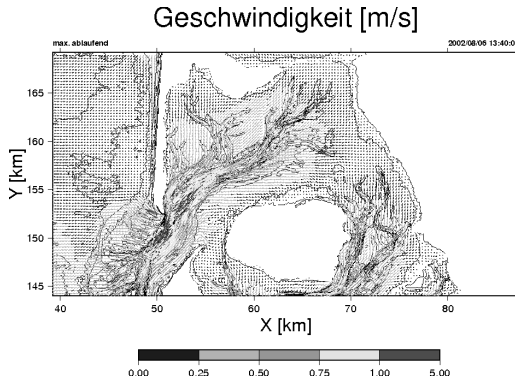 Geschwindigkeit [m/s]
max. ablaufend 2002/08/06 13:40:0
165
160
155
150
145
Y [km]
40 50 60 70 80
X [km]
0.00 0.25 0.50 0.75 1.00 5.00